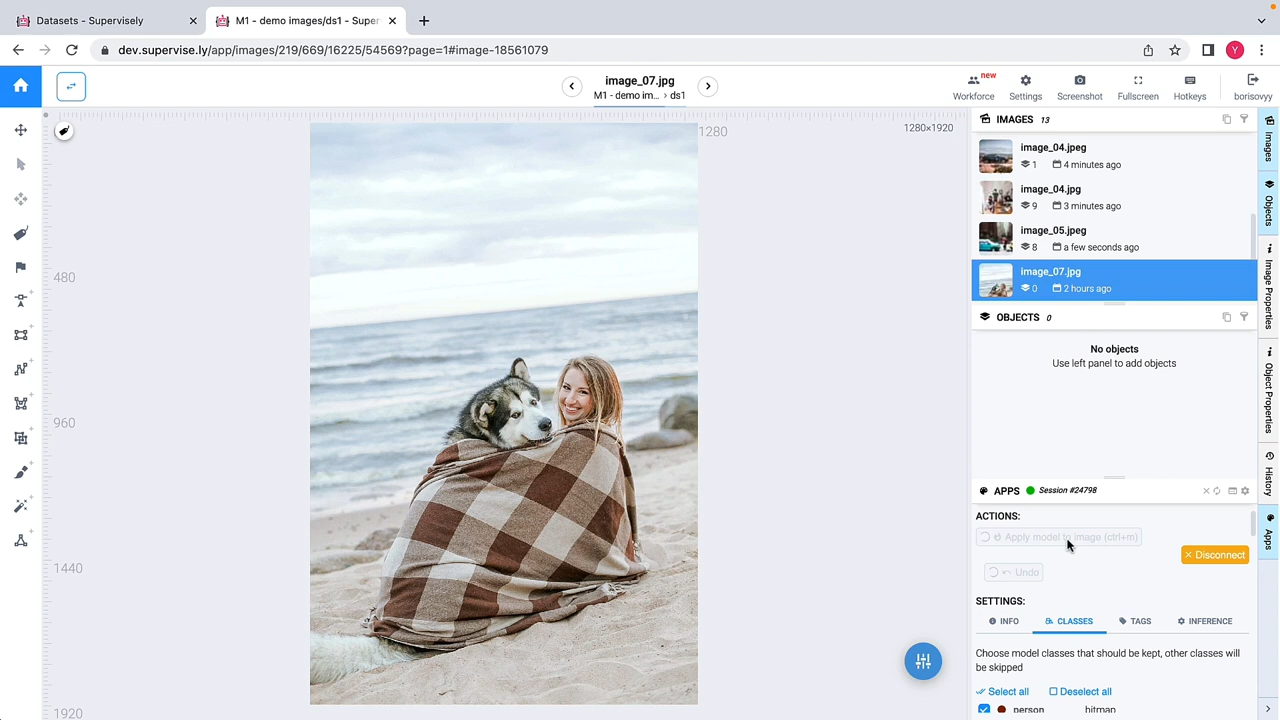 Datasets - Supervisely
M1 - demo images/ds1 - Super
dev.supervise.ly/app/images/219/669/16225/54569?page=1#image-18561079
Y
image_07.jpg
M1 - demo im... › ds1
new
Workforce
Settings
Screenshot
Fullscreen
Hotkeys
borisovyy
1280
1280x1920
480
960
1440
1920
IMAGES 13
image_04.jpeg
1 4 minutes ago
image_04.jpg
9 3 minutes ago
image_05.jpeg
8 a few seconds ago
image_07.jpg
0 2 hours ago
OBJECTS 0
No objects
Use left panel to add objects
APPS Session #24798
ACTIONS:
Apply model to image (ctrl+m)
Disconnect
Undo
SETTINGS:
INFO CLASSES TAGS INFERENCE
Choose model classes that should be kept, other classes will
be skipped
Select all Deselect all
person bitmap
Images
Objects
Image Properties
Object Properties
History
Apps